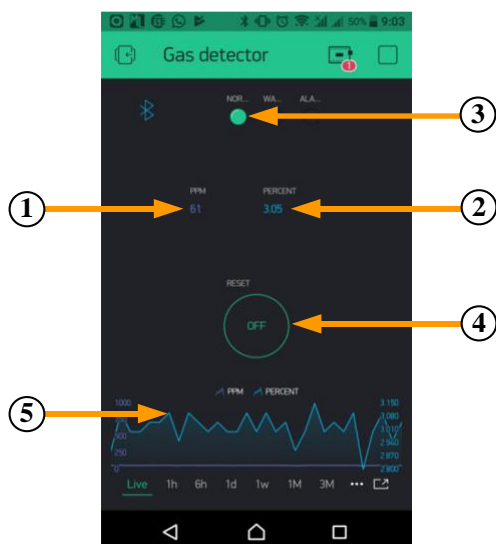 50% 9:03
Gas detector
1
NOR... WA... ALA...
3
PPM PERCENT
1 61 3.05 2
RESET
OFF
4
PPM PERCENT
5
1000 3.150
3.080
500 3.010
2.940
250 2.870
0 2.800
Live 1h 6h 1d 1w 1M 3M ...